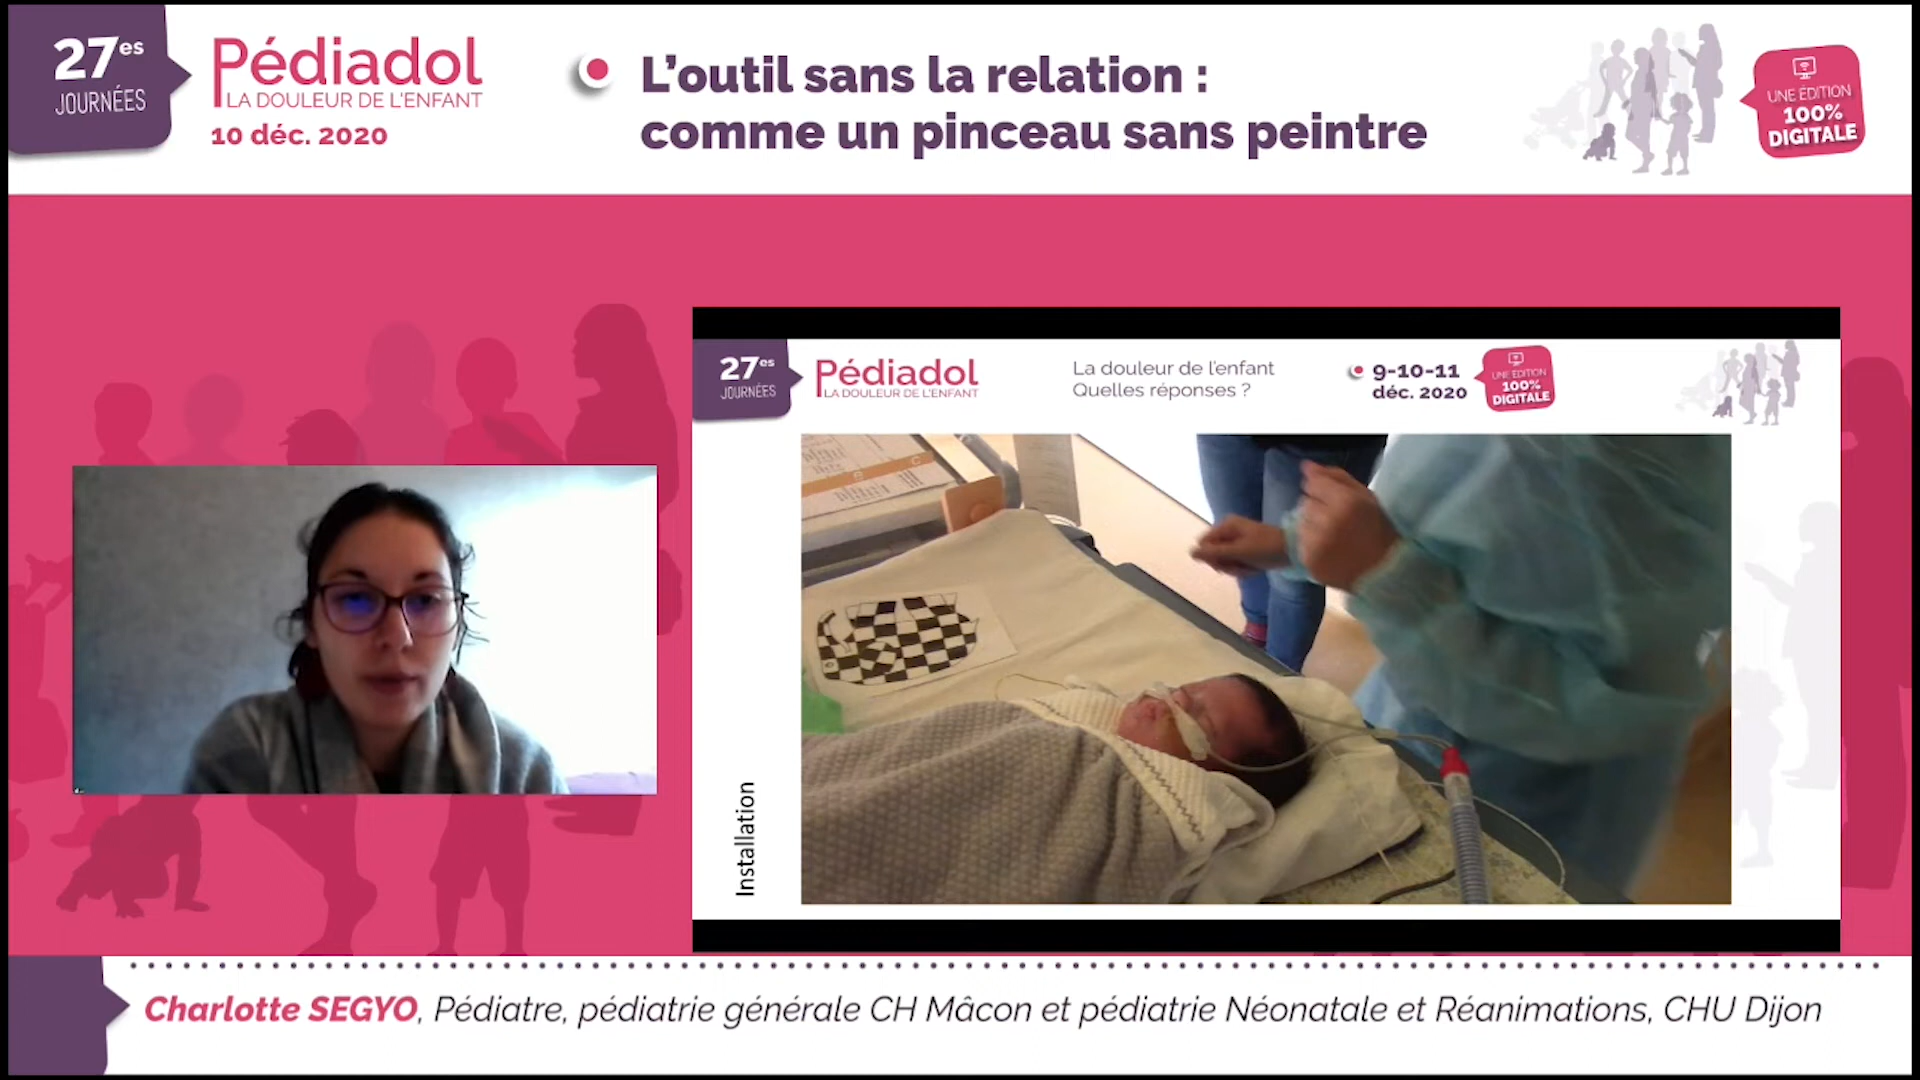 27es
JOURNÉES
Pédiadol
LA DOULEUR DE L'ENFANT
10 déc. 2020
L'outil sans la relation :
comme un pinceau sans peintre
UNE ÉDITION
100%
DIGITALE
27es
JOURNÉES
Pédiadol
LA DOULEUR DE L'ENFANT
La douleur de l'enfant
Quelles réponses ?
9-10-11
déc. 2020
UNE ÉDITION
100%
DIGITALE
Installation
Charlotte SEGYO, Pédiatre, pédiatrie générale CH Mâcon et pédiatrie Néonatale et Réanimations, CHU Dijon